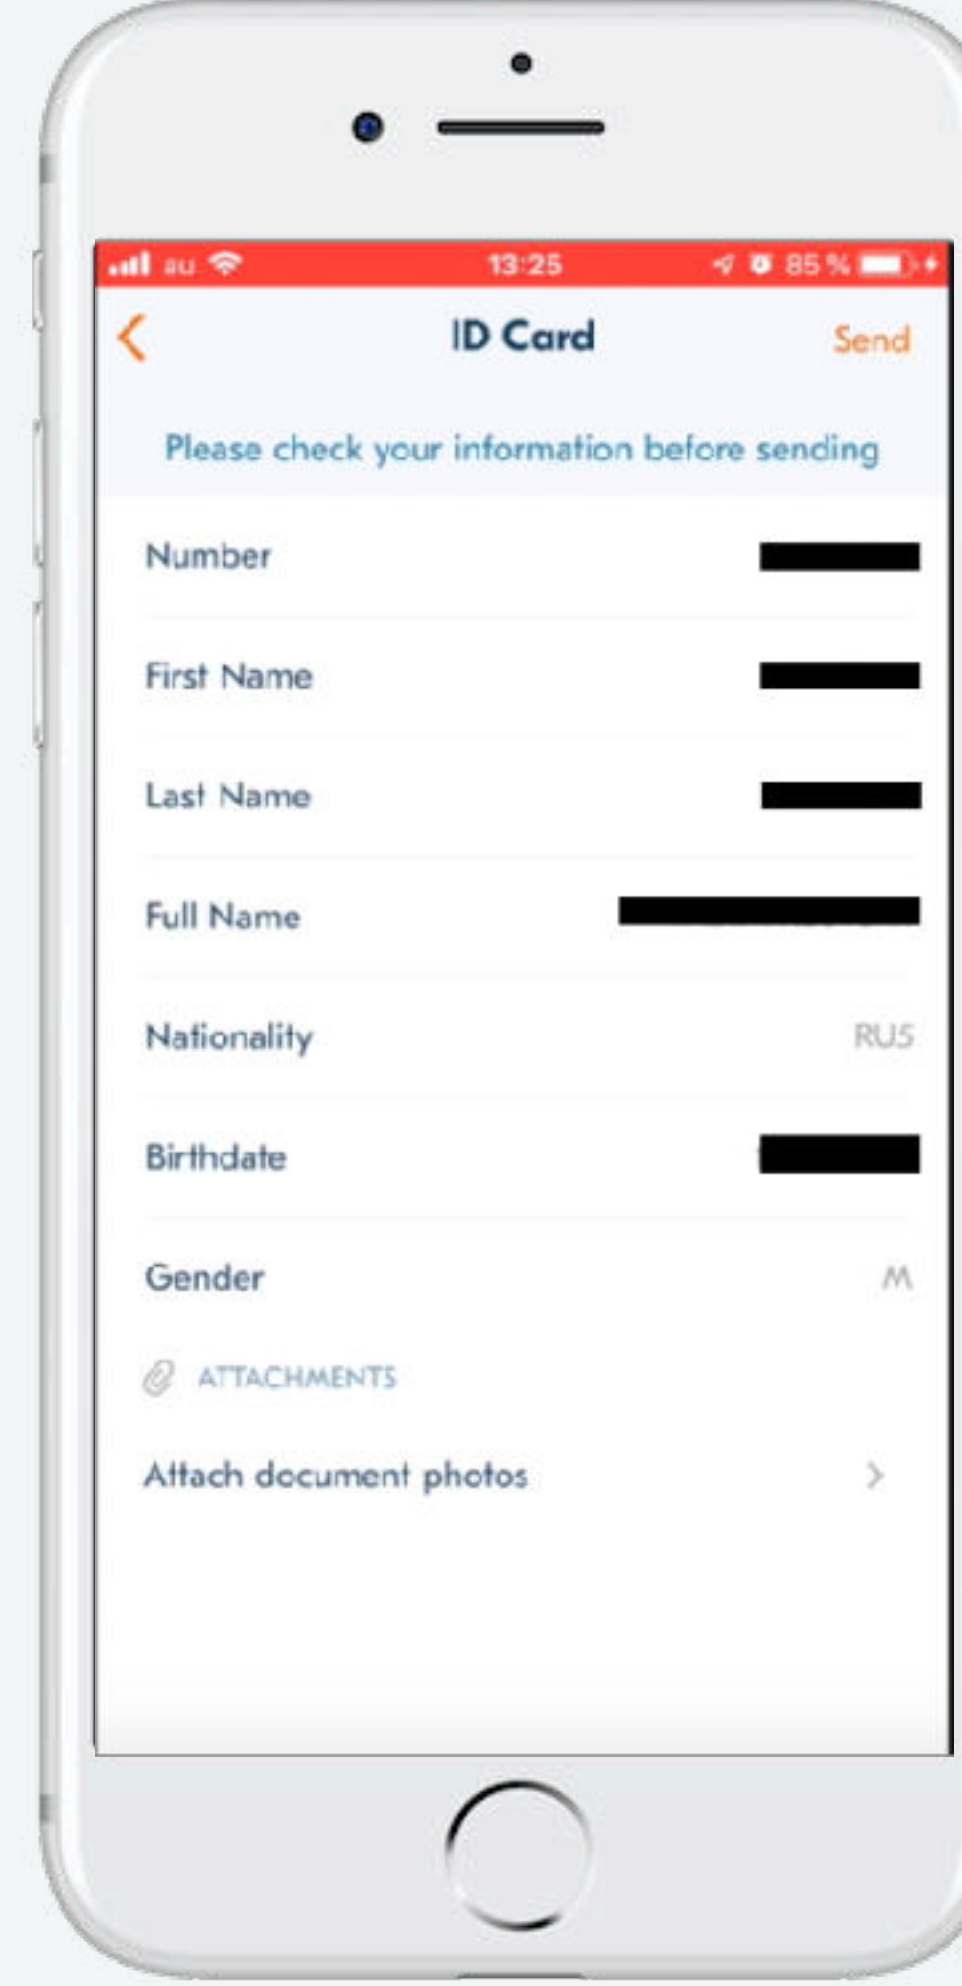 au 13:25 85 %
ID Card Send
Please check your information before sending
Number
First Name
Last Name
Full Name
Nationality RUS
Birthdate
Gender M
ATTACHMENTS
Attach document photos